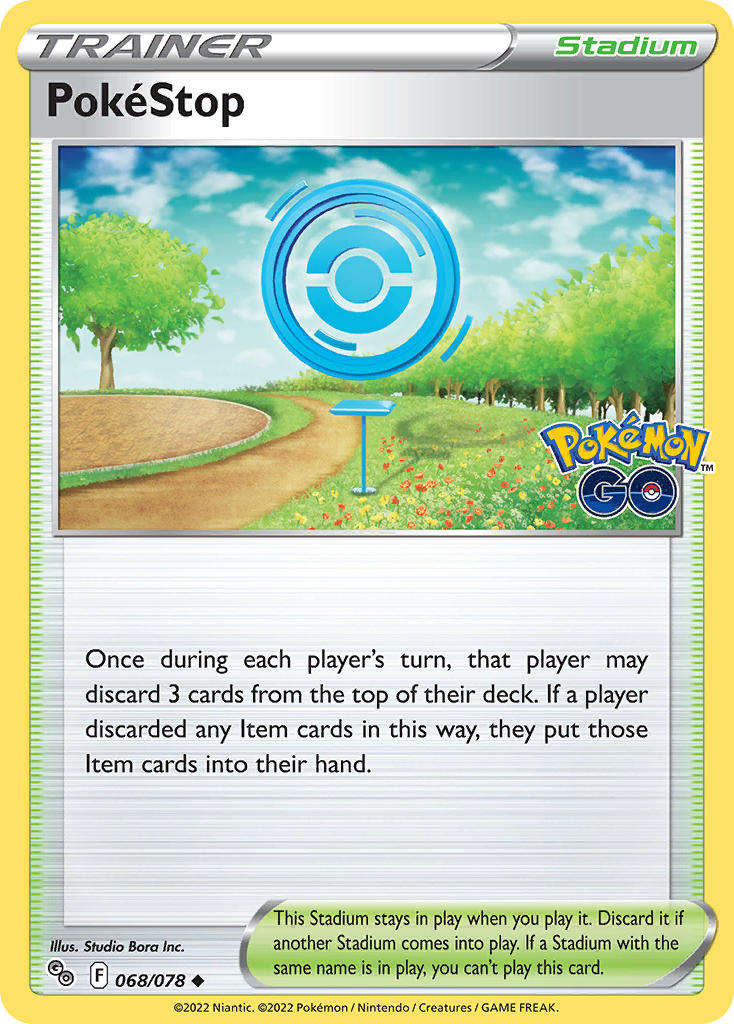 TRAINER
Stadium
PokéStop
POKÉMON
TM
GO
Once during each player's turn, that player may
discard 3 cards from the top of their deck. If a player
discarded any Item cards in this way, they put those
Item cards into their hand.
Illus. Studio Bora Inc.
This Stadium stays in play when you play it. Discard it if
another Stadium comes into play. If a Stadium with the
same name is in play, you can't play this card.
GO F 068/078
©2022 Niantic. ©2022 Pokémon / Nintendo / Creatures / GAME FREAK.